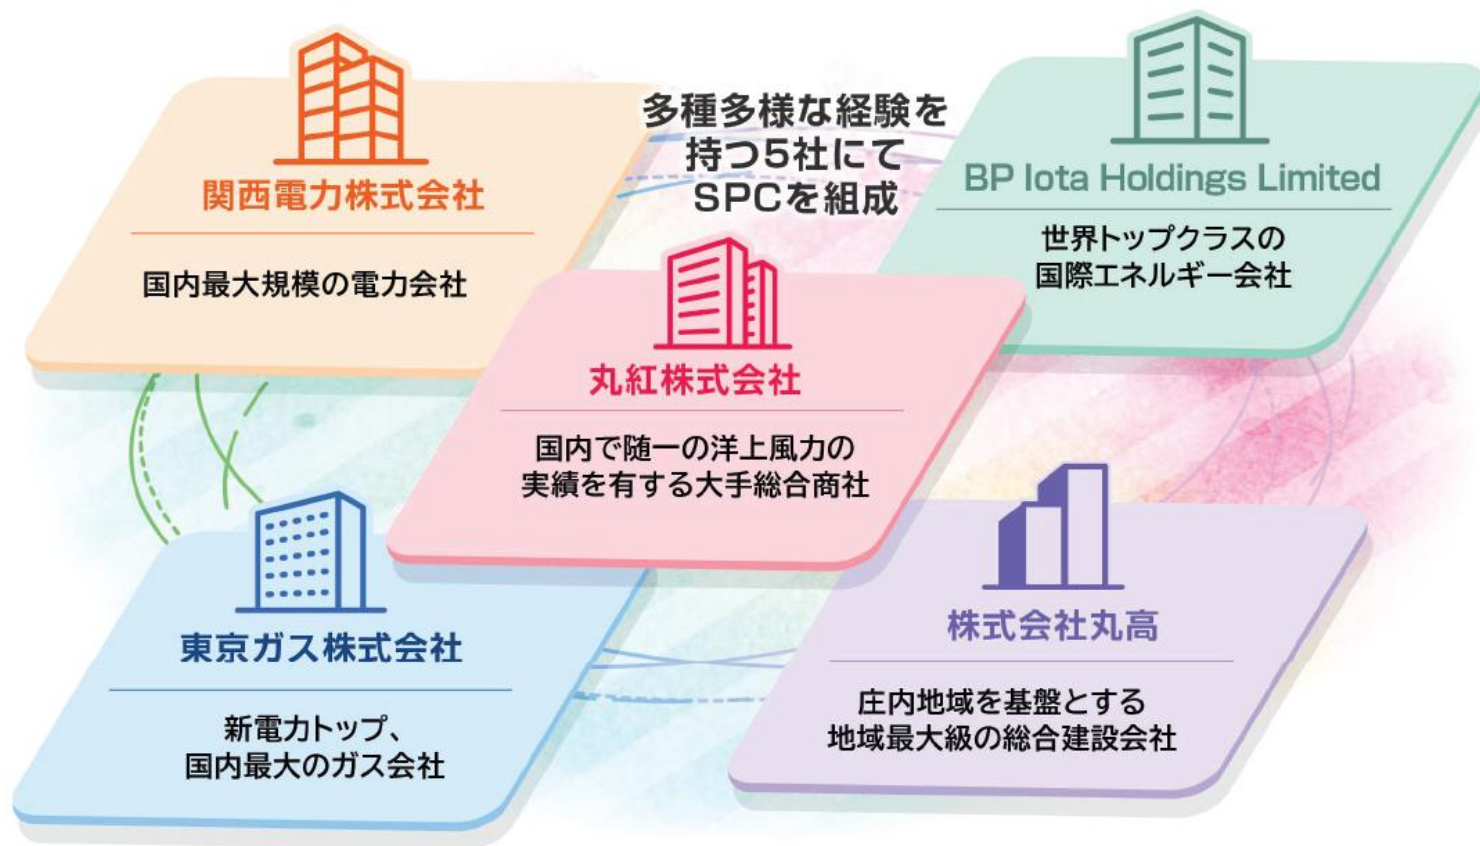 多種多様な経験を
持つ5社にて
SPCを組成
関西電力株式会社
国内最大規模の電力会社
BP Iota Holdings Limited
世界トップクラスの
国際エネルギー会社
丸紅株式会社
国内で随一の洋上風力の
実績を有する大手総合商社
東京ガス株式会社
新電力トップ、
国内最大のガス会社
株式会社丸高
庄内地域を基盤とする
地域最大級の総合建設会社